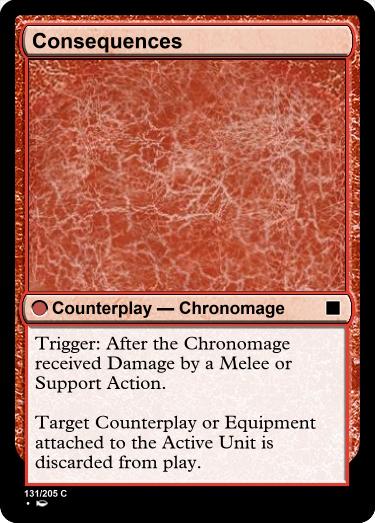 Consequences
Counterplay — Chronomage
Trigger: After the Chronomage
received Damage by a Melee or
Support Action.
Target Counterplay or Equipment
attached to the Active Unit is
discarded from play.
131/205 C